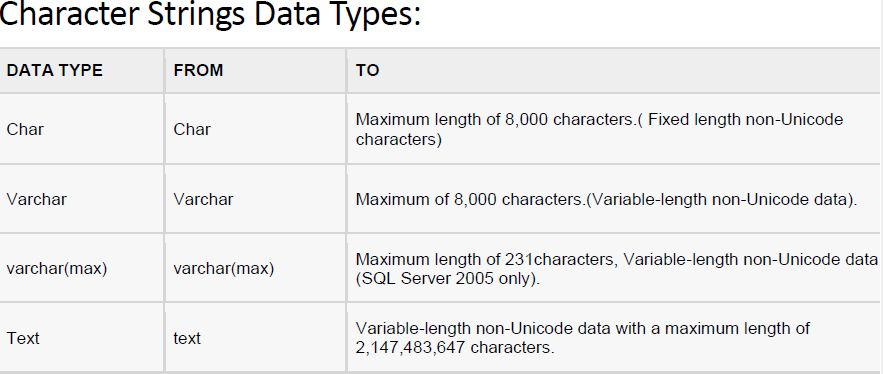 Character Strings Data Types:
DATA TYPE FROM TO
Char Char Maximum length of 8,000 characters.( Fixed length non-Unicode
characters)
Varchar Varchar Maximum of 8,000 characters.(Variable-length non-Unicode data).
varchar(max) varchar(max) Maximum length of 231characters, Variable-length non-Unicode data
(SQL Server 2005 only).
Text text Variable-length non-Unicode data with a maximum length of
2,147,483,647 characters.